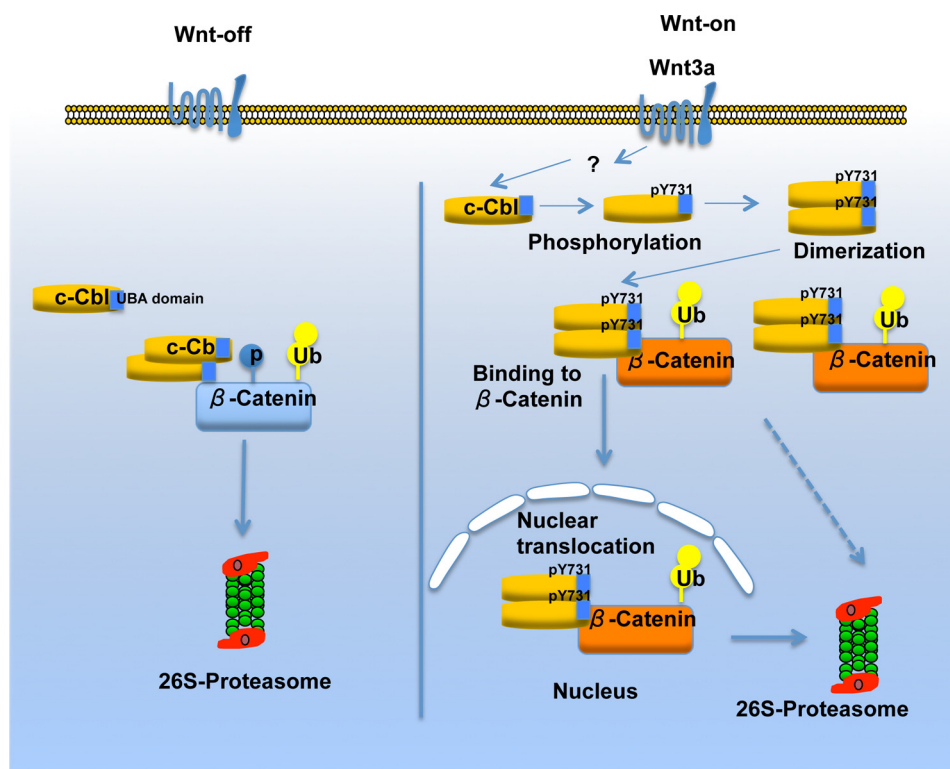 Wnt-off
c-Cbl
UBA domain
c-Cb
p
Ub
β-Catenin
26S-Proteasome
Wnt-on
Wnt3a
?
c-Cbl
pY731
Phosphorylation
pY731
pY731
Dimerization
pY731
pY731
Ub
β-Catenin
Binding to
β-Catenin
pY731
pY731
Ub
β-Catenin
Nuclear
translocation
pY731
pY731
Ub
β-Catenin
Nucleus
26S-Proteasome